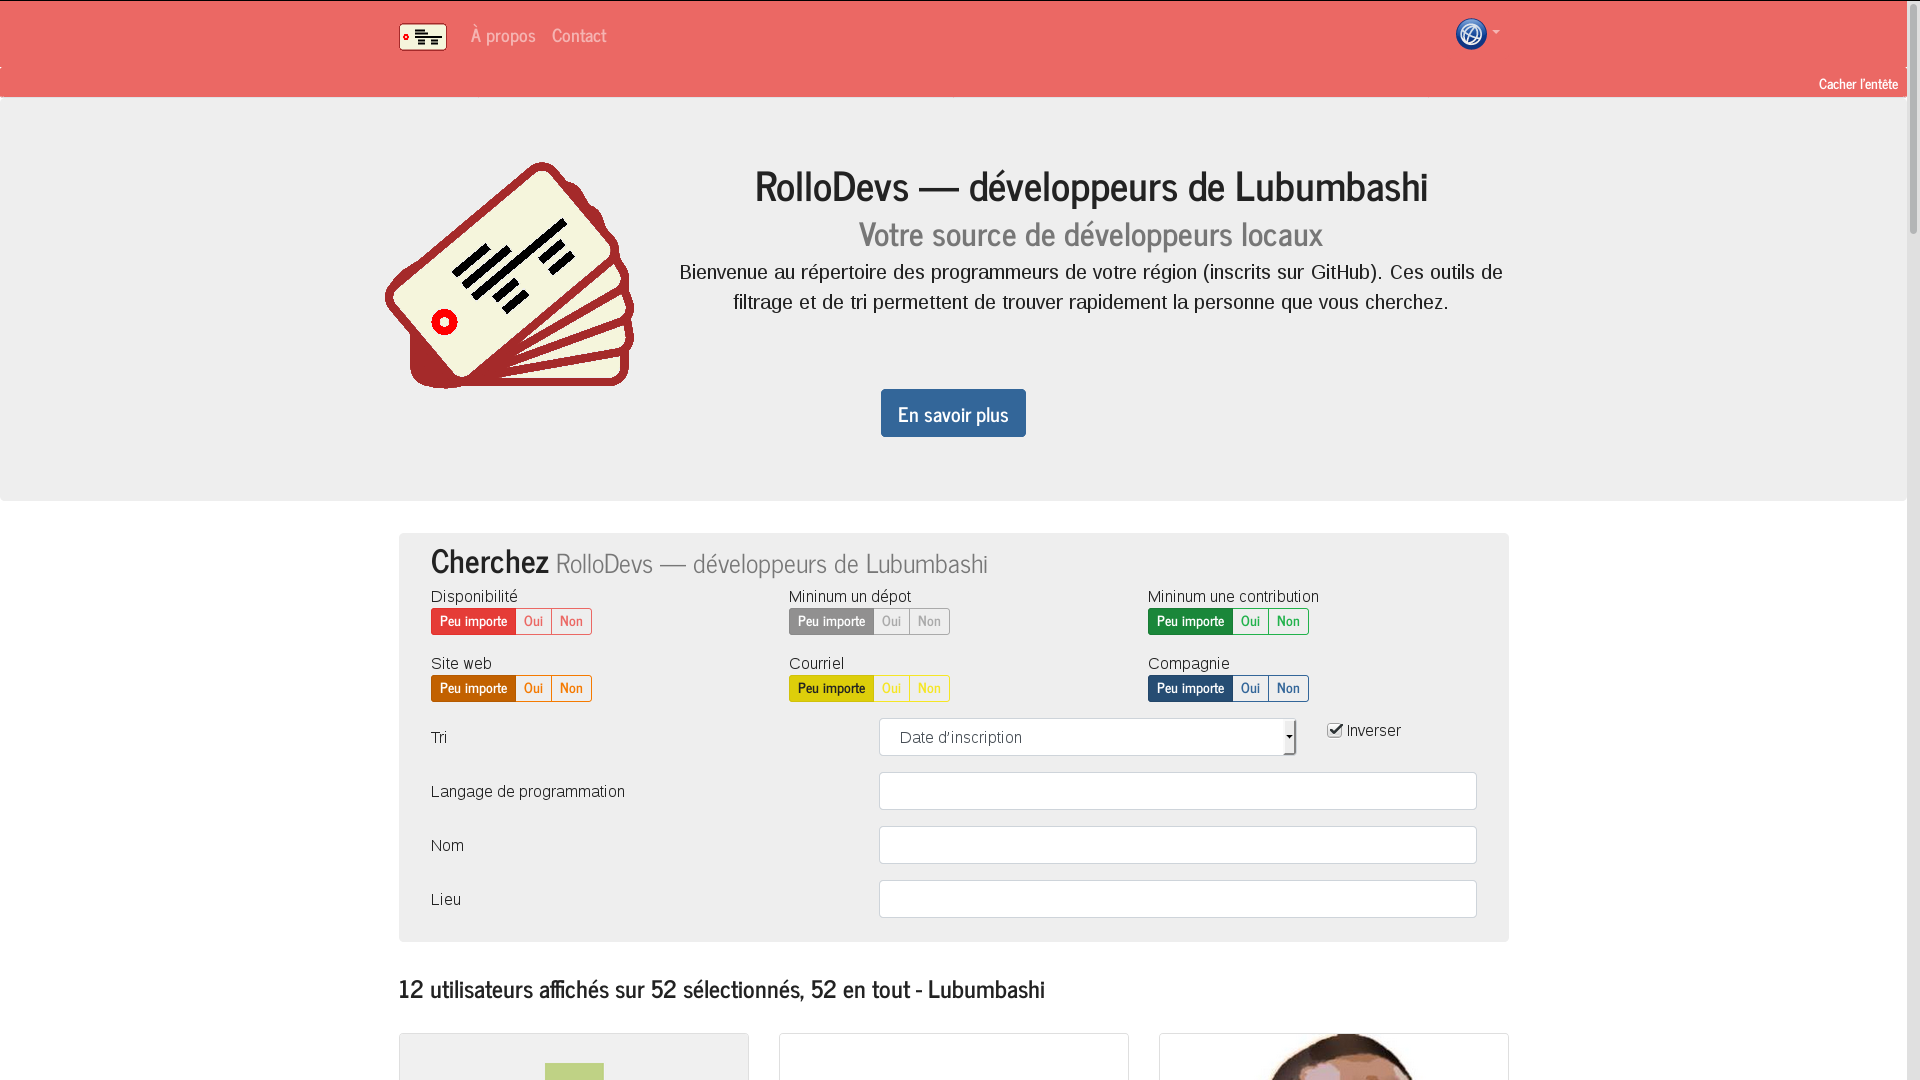 À propos Contact
Cacher l'entête
RolloDevs — développeurs de Lubumbashi
Votre source de développeurs locaux
Bienvenue au répertoire des programmeurs de votre région (inscrits sur GitHub). Ces outils de
filtrage et de tri permettent de trouver rapidement la personne que vous cherchez.
En savoir plus
Cherchez RolloDevs — développeurs de Lubumbashi
Disponibilité Mininum un dépot Mininum une contribution
Peu importe Oui Non Peu importe Oui Non Peu importe Oui Non
Site web Courriel Compagnie
Peu importe Oui Non Peu importe Oui Non Peu importe Oui Non
Tri Date d'inscription Inverser
Langage de programmation
Nom
Lieu
12 utilisateurs affichés sur 52 sélectionnés, 52 en tout - Lubumbashi